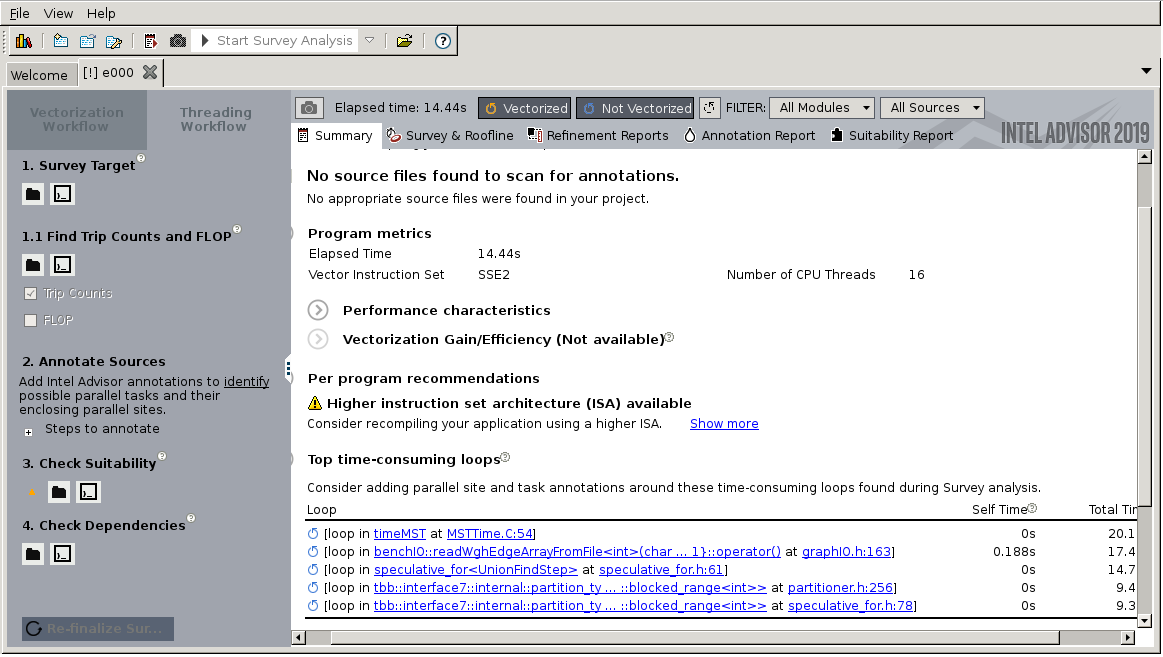 File View Help
Start Survey Analysis
Welcome
[!] e000
Vectorization
Workflow
Threading
Workflow
1. Survey Target
1.1 Find Trip Counts and FLOP
Trip Counts
FLOP
2. Annotate Sources
Add Intel Advisor annotations to identify
possible parallel tasks and their
enclosing parallel sites.
Steps to annotate
3. Check Suitability
4. Check Dependencies
Re-finalize Sur...
Elapsed time: 14.44s
Vectorized
Not Vectorized
FILTER:
All Modules
All Sources
Summary
Survey & Roofline
Refinement Reports
Annotation Report
Suitability Report
INTEL ADVISOR 2019
No source files found to scan for annotations.
No appropriate source files were found in your project.
Program metrics
Elapsed Time 14.44s
Vector Instruction Set SSE2 Number of CPU Threads 16
Performance characteristics
Vectorization Gain/Efficiency (Not available)
Per program recommendations
Higher instruction set architecture (ISA) available
Consider recompiling your application using a higher ISA. Show more
Top time-consuming loops
Consider adding parallel site and task annotations around these time-consuming loops found during Survey analysis.
Loop Self Time Total Tir
[loop in timeMST at MSTTime.C:54] 0s 20.1
[loop in benchIO::readWghEdgeArrayFromFile<int>(char ... 1}::operator() at graphIO.h:163] 0.188s 17.4
[loop in speculative_for<UnionFindStep> at speculative_for.h:61] 0s 14.7
[loop in tbb::interface7::internal::partition_ty ... ::blocked_range<int>> at partitioner.h:256] 0s 9.4
[loop in tbb::interface7::internal::partition_ty ... ::blocked_range<int>> at speculative_for.h:78] 0s 9.3